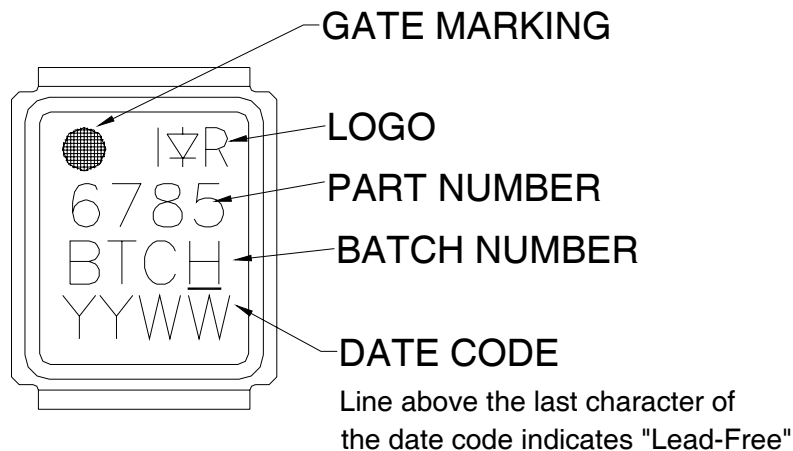 GATE MARKING
IR
LOGO
6785
PART NUMBER
BTCH
BATCH NUMBER
YYWW
DATE CODE
Line above the last character of
the date code indicates "Lead-Free"